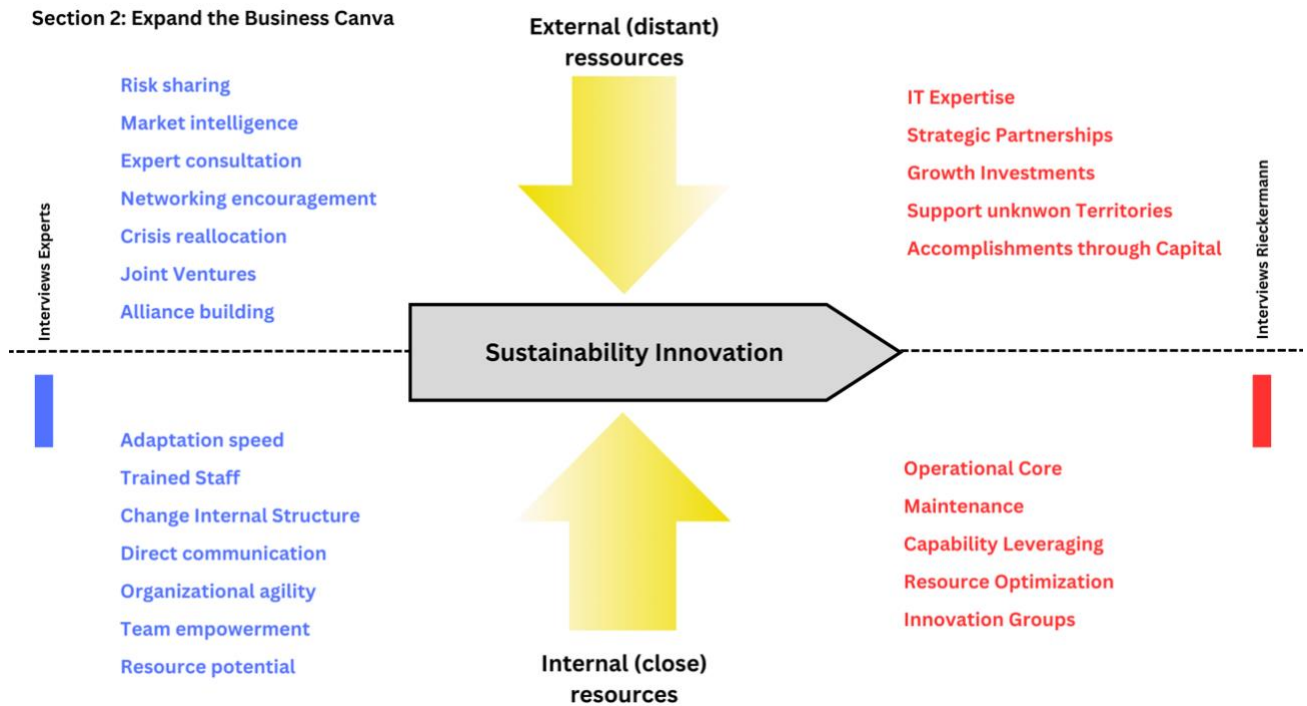 Section 2: Expand the Business Canva
External (distant)
ressources
Risk sharing
Market intelligence
Expert consultation
Networking encouragement
Crisis reallocation
Joint Ventures
Alliance building
IT Expertise
Strategic Partnerships
Growth Investments
Support unknwon Territories
Accomplishments through Capital
Interviews Experts
Interviews Rieckermann
Sustainability Innovation
Adaptation speed
Trained Staff
Change Internal Structure
Direct communication
Organizational agility
Team empowerment
Resource potential
Operational Core
Maintenance
Capability Leveraging
Resource Optimization
Innovation Groups
Internal (close)
resources